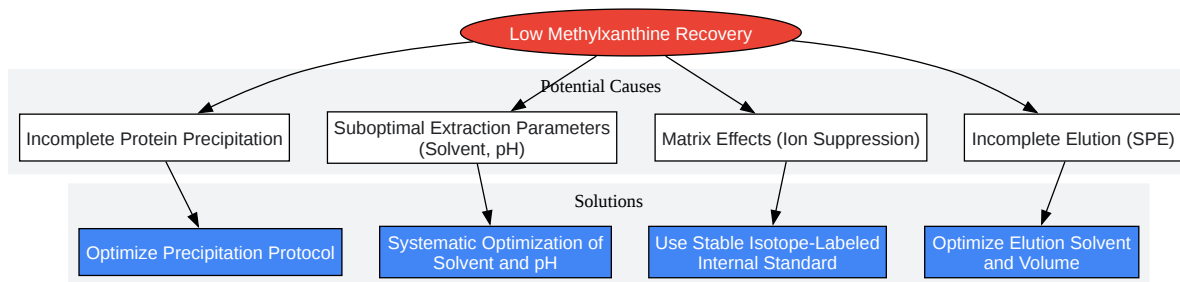 Low Methylxanthine Recovery
Potential Causes
Incomplete Protein Precipitation
Suboptimal Extraction Parameters
(Solvent, pH)
Matrix Effects (Ion Suppression)
Incomplete Elution (SPE)
Solutions
Optimize Precipitation Protocol
Systematic Optimization of
Solvent and pH
Use Stable Isotope-Labeled
Internal Standard
Optimize Elution Solvent
and Volume